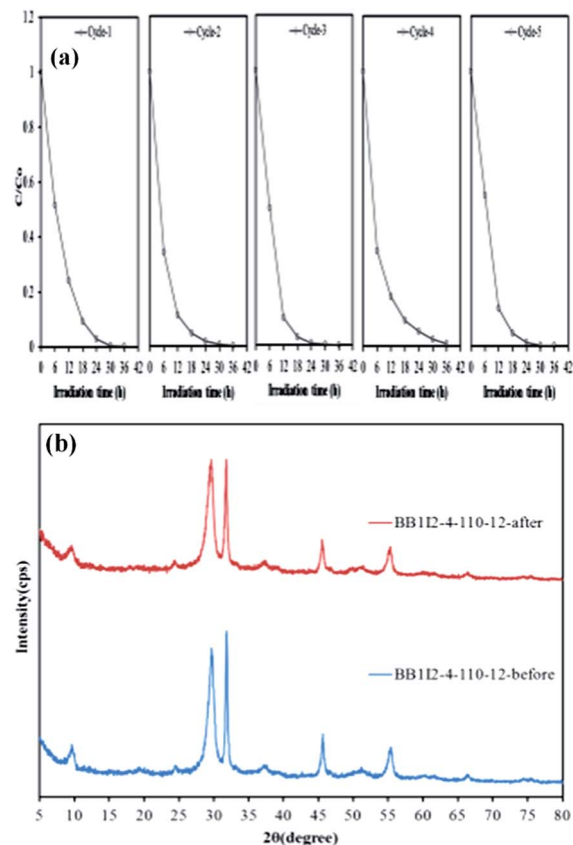 1.2
Cycle-1
Cycle-2
Cycle-3
Cycle-4
Cycle-5
(a)
1
0.8
0.6
0.4
0.2
0
C/Co
0 6 12 18 24 30 36 42
0 6 12 18 24 30 36 42
0 6 12 18 24 30 36 42
0 6 12 18 24 30 36 42
0 6 12 18 24 30 36 42
Irradiation time (h)
Irradiation time (h)
Irradiation time (h)
Irradiation time (h)
Irradiation time (h)
(b)
BB1I2-4-110-12-after
Intensity(cps)
BB1I2-4-110-12-before
5 10 15 20 25 30 35 40 45 50 55 60 65 70 75 80
2θ(degree)